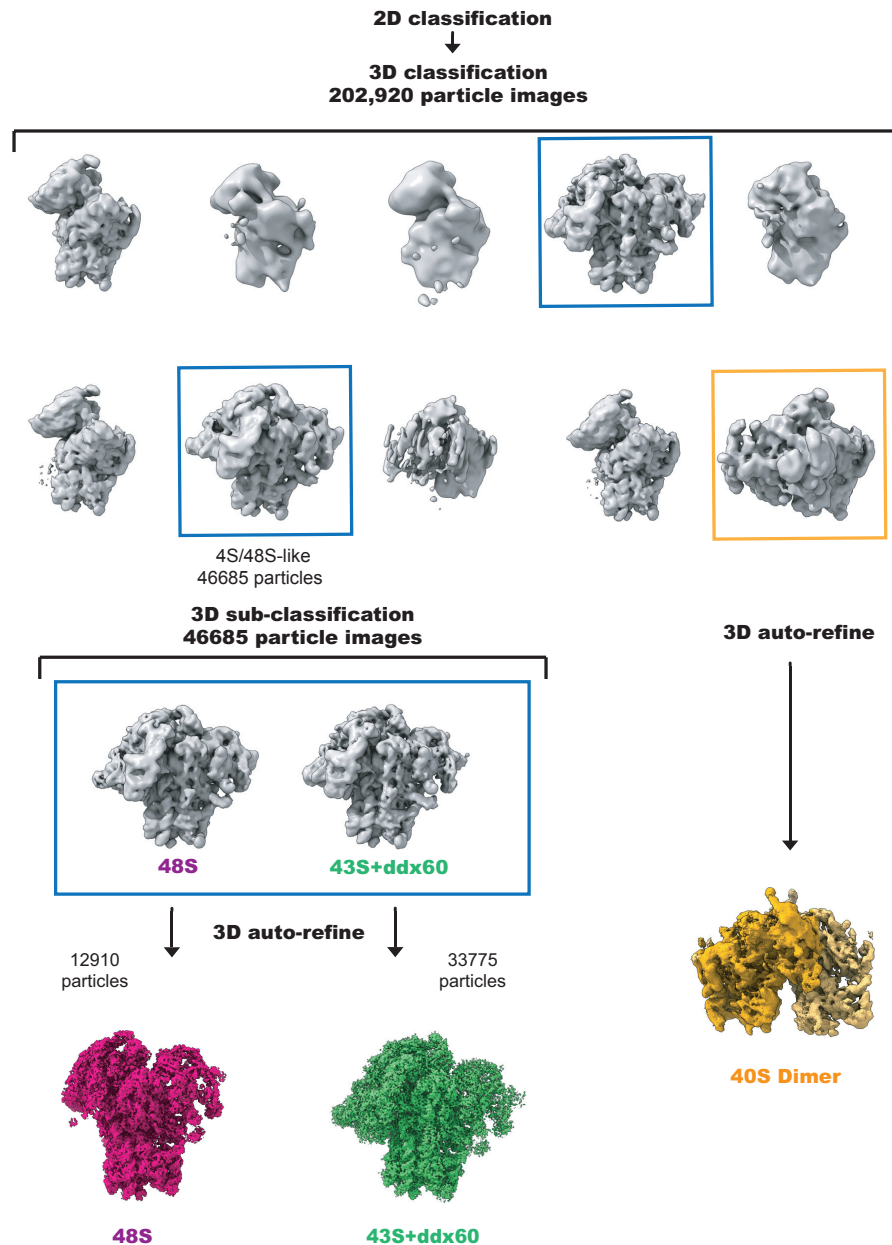 2D classification
3D classification
202,920 particle images
4S/48S-like
46685 particles
3D sub-classification
46685 particle images
3D auto-refine
48S
43S+ddx60
3D auto-refine
12910
particles
33775
particles
40S Dimer
48S
43S+ddx60